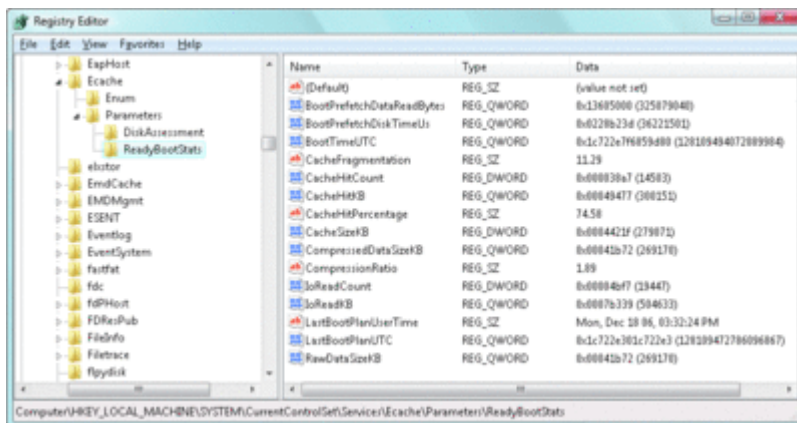 Registry Editor
File Edit View Favorites Help
EapHost
Ecache
Enum
Parameters
DiskAssessment
ReadyBootStats
elxstor
EmdCache
EMDMgmt
ESENT
Eventlog
EventSystem
fastfat
fdc
fdPHost
FDResPub
FileInfo
Filetrace
flpydisk
Name Type Data
(Default) REG_SZ (value not set)
BootPrefetchDataReadBytes REG_QWORD 0x13605000 (325079040)
BootPrefetchDiskTimeUs REG_QWORD 0x0228b23d (36221501)
BootTimeUTC REG_QWORD
CacheFragmentation REG_SZ 11.29
CacheHitCount REG_DWORD 0x000038a7 (14503)
CacheHitKB REG_QWORD 0x00049477 (300151)
CacheHitPercentage REG_SZ 74.58
CacheSizeKB REG_DWORD 0x0004421f (279071)
CompressedDataSizeKB REG_QWORD 0x00041b72 (269170)
CompressionRatio REG_SZ 1.89
IoReadCount REG_DWORD 0x00004bf7 (19447)
IoReadKB REG_QWORD 0x0007b339 (504633)
LastBootPlanUserTime REG_SZ Mon, Dec 18 06, 03:32:24 PM
LastBootPlanUTC REG_QWORD
RawDataSizeKB REG_QWORD 0x00041b72 (269170)
Computer\HKEY_LOCAL_MACHINE\SYSTEM\CurrentControlSet\Services\Ecache\Parameters\ReadyBootStats